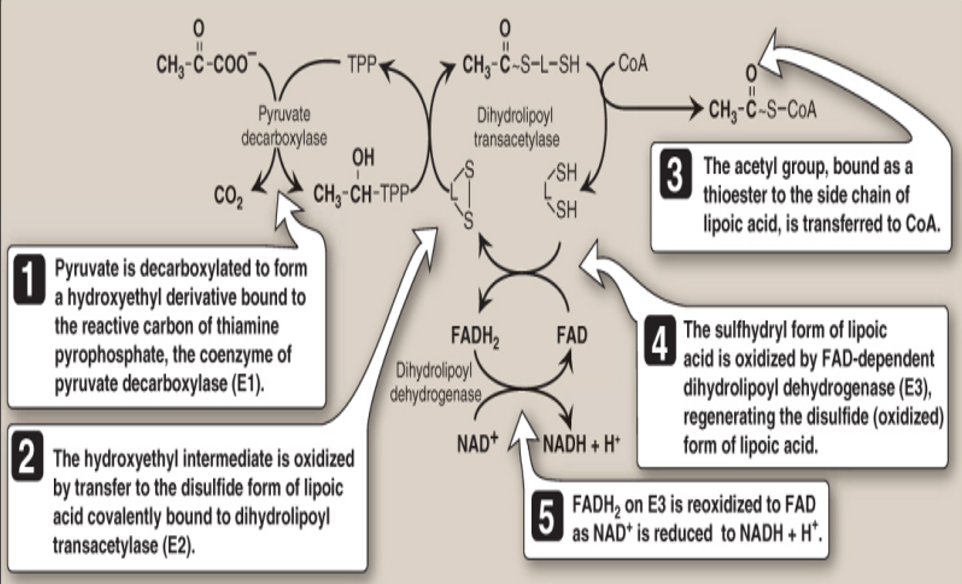 O
CH₃-C-COO⁻
TPP
O
CH₃-C~S-L-SH
CoA
O
CH₃-C~S-CoA
Pyruvate
decarboxylase
Dihydrolipoyl
transacetylase
OH
CO₂
CH₃-CH-TPP
S
L
S
SH
L
SH
3 The acetyl group, bound as a
thioester to the side chain of
lipoic acid, is transferred to CoA.
1 Pyruvate is decarboxylated to form
a hydroxyethyl derivative bound to
the reactive carbon of thiamine
pyrophosphate, the coenzyme of
pyruvate decarboxylase (E1).
FADH₂
FAD
Dihydrolipoyl
dehydrogenase
NAD⁺
NADH + H⁺
4 The sulfhydryl form of lipoic
acid is oxidized by FAD-dependent
dihydrolipoyl dehydrogenase (E3),
regenerating the disulfide (oxidized)
form of lipoic acid.
2 The hydroxyethyl intermediate is oxidized
by transfer to the disulfide form of lipoic
acid covalently bound to dihydrolipoyl
transacetylase (E2).
5 FADH₂ on E3 is reoxidized to FAD
as NAD⁺ is reduced to NADH + H⁺.